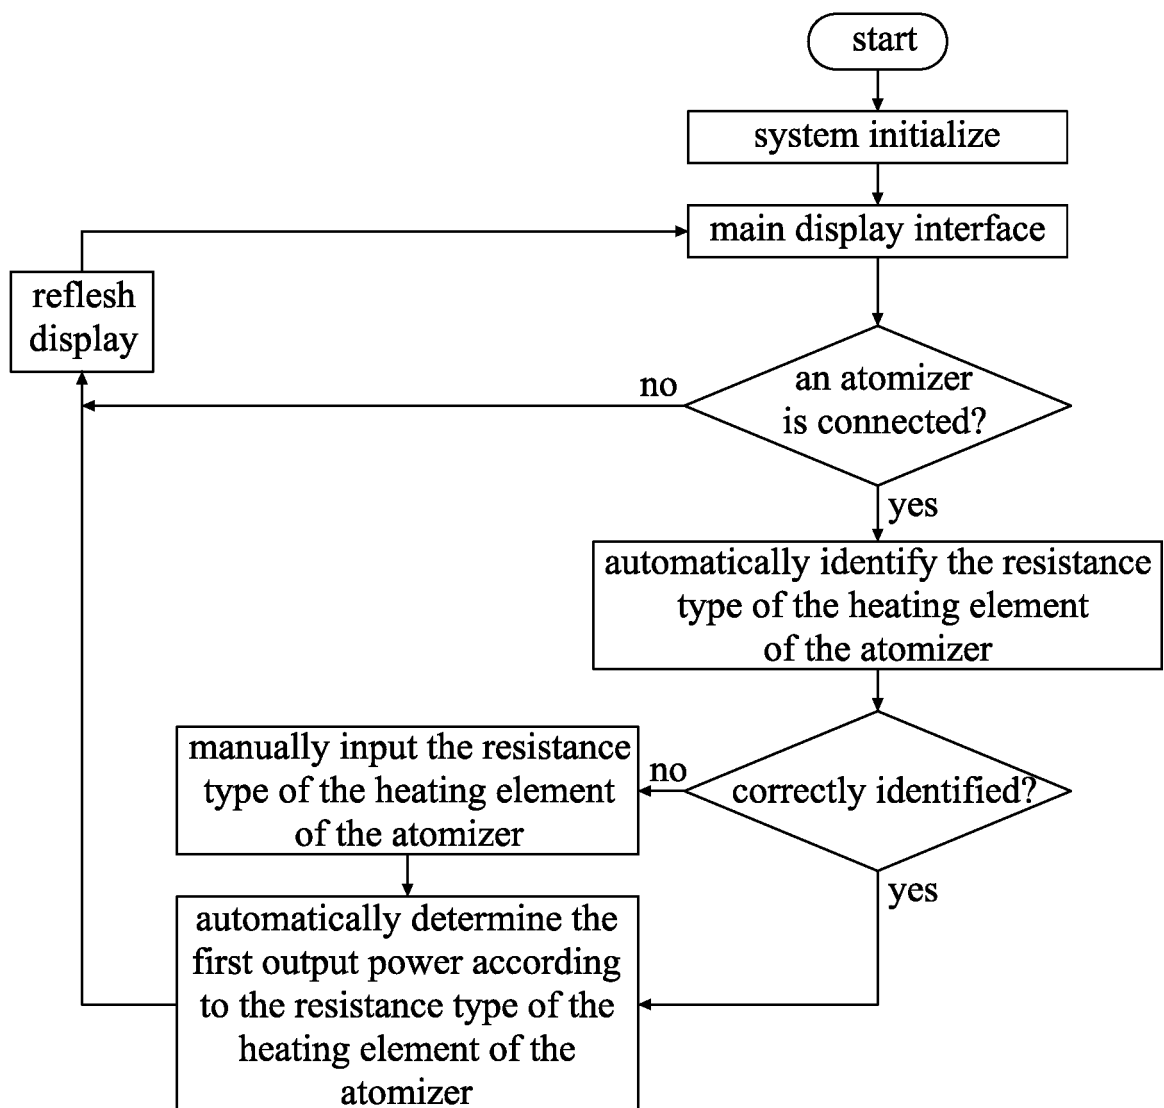 start
system initialize
main display interface
reflesh
display
no
an atomizer
is connected?
yes
automatically identify the resistance
type of the heating element
of the atomizer
manually input the resistance
type of the heating element
of the atomizer
no
correctly identified?
yes
automatically determine the
first output power according
to the resistance type of the
heating element of the
atomizer